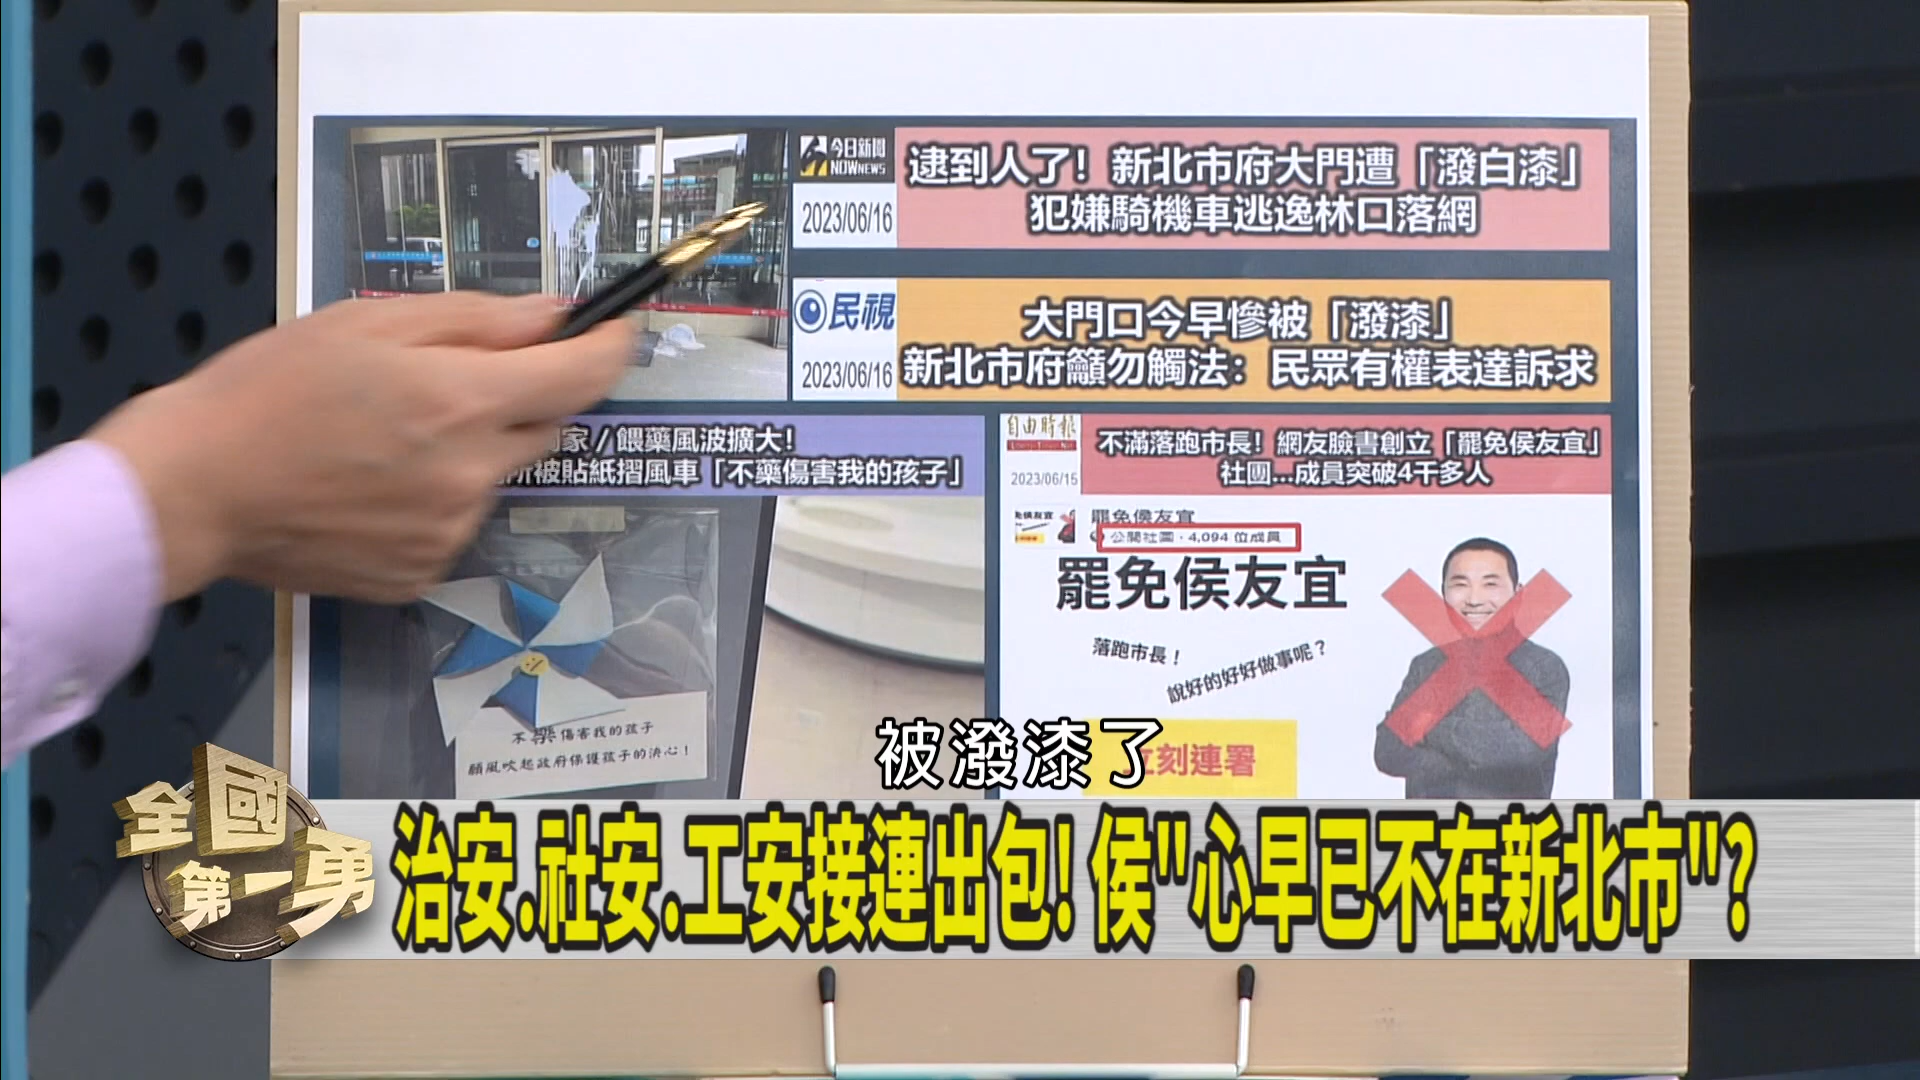 今日新聞
NOWNEWS
2023/06/16
逮到人了!新北市府大門遭「潑白漆」
犯嫌騎機車逃逸林口落網
民視
2023/06/16
大門口今早慘被「潑漆」
新北市府籲勿觸法:民眾有權表達訴求
家/餵藥風波擴大!
所被貼紙摺風車「不藥傷害我的孩子」
不藥傷害我的孩子
願風吹起政府保護孩子的決心!
自由時報
Liberty Times Net
2023/06/15
不滿落跑市長!網友臉書創立「罷免侯友宜」
社團...成員突破4千多人
罷免侯友宜
公開社團·4,094 位成員
罷免侯友宜
落跑市長!
說好的好好做事呢?
立刻連署
被潑漆了
全國第一勇
治安.社安.工安接連出包!侯"心早已不在新北市"?